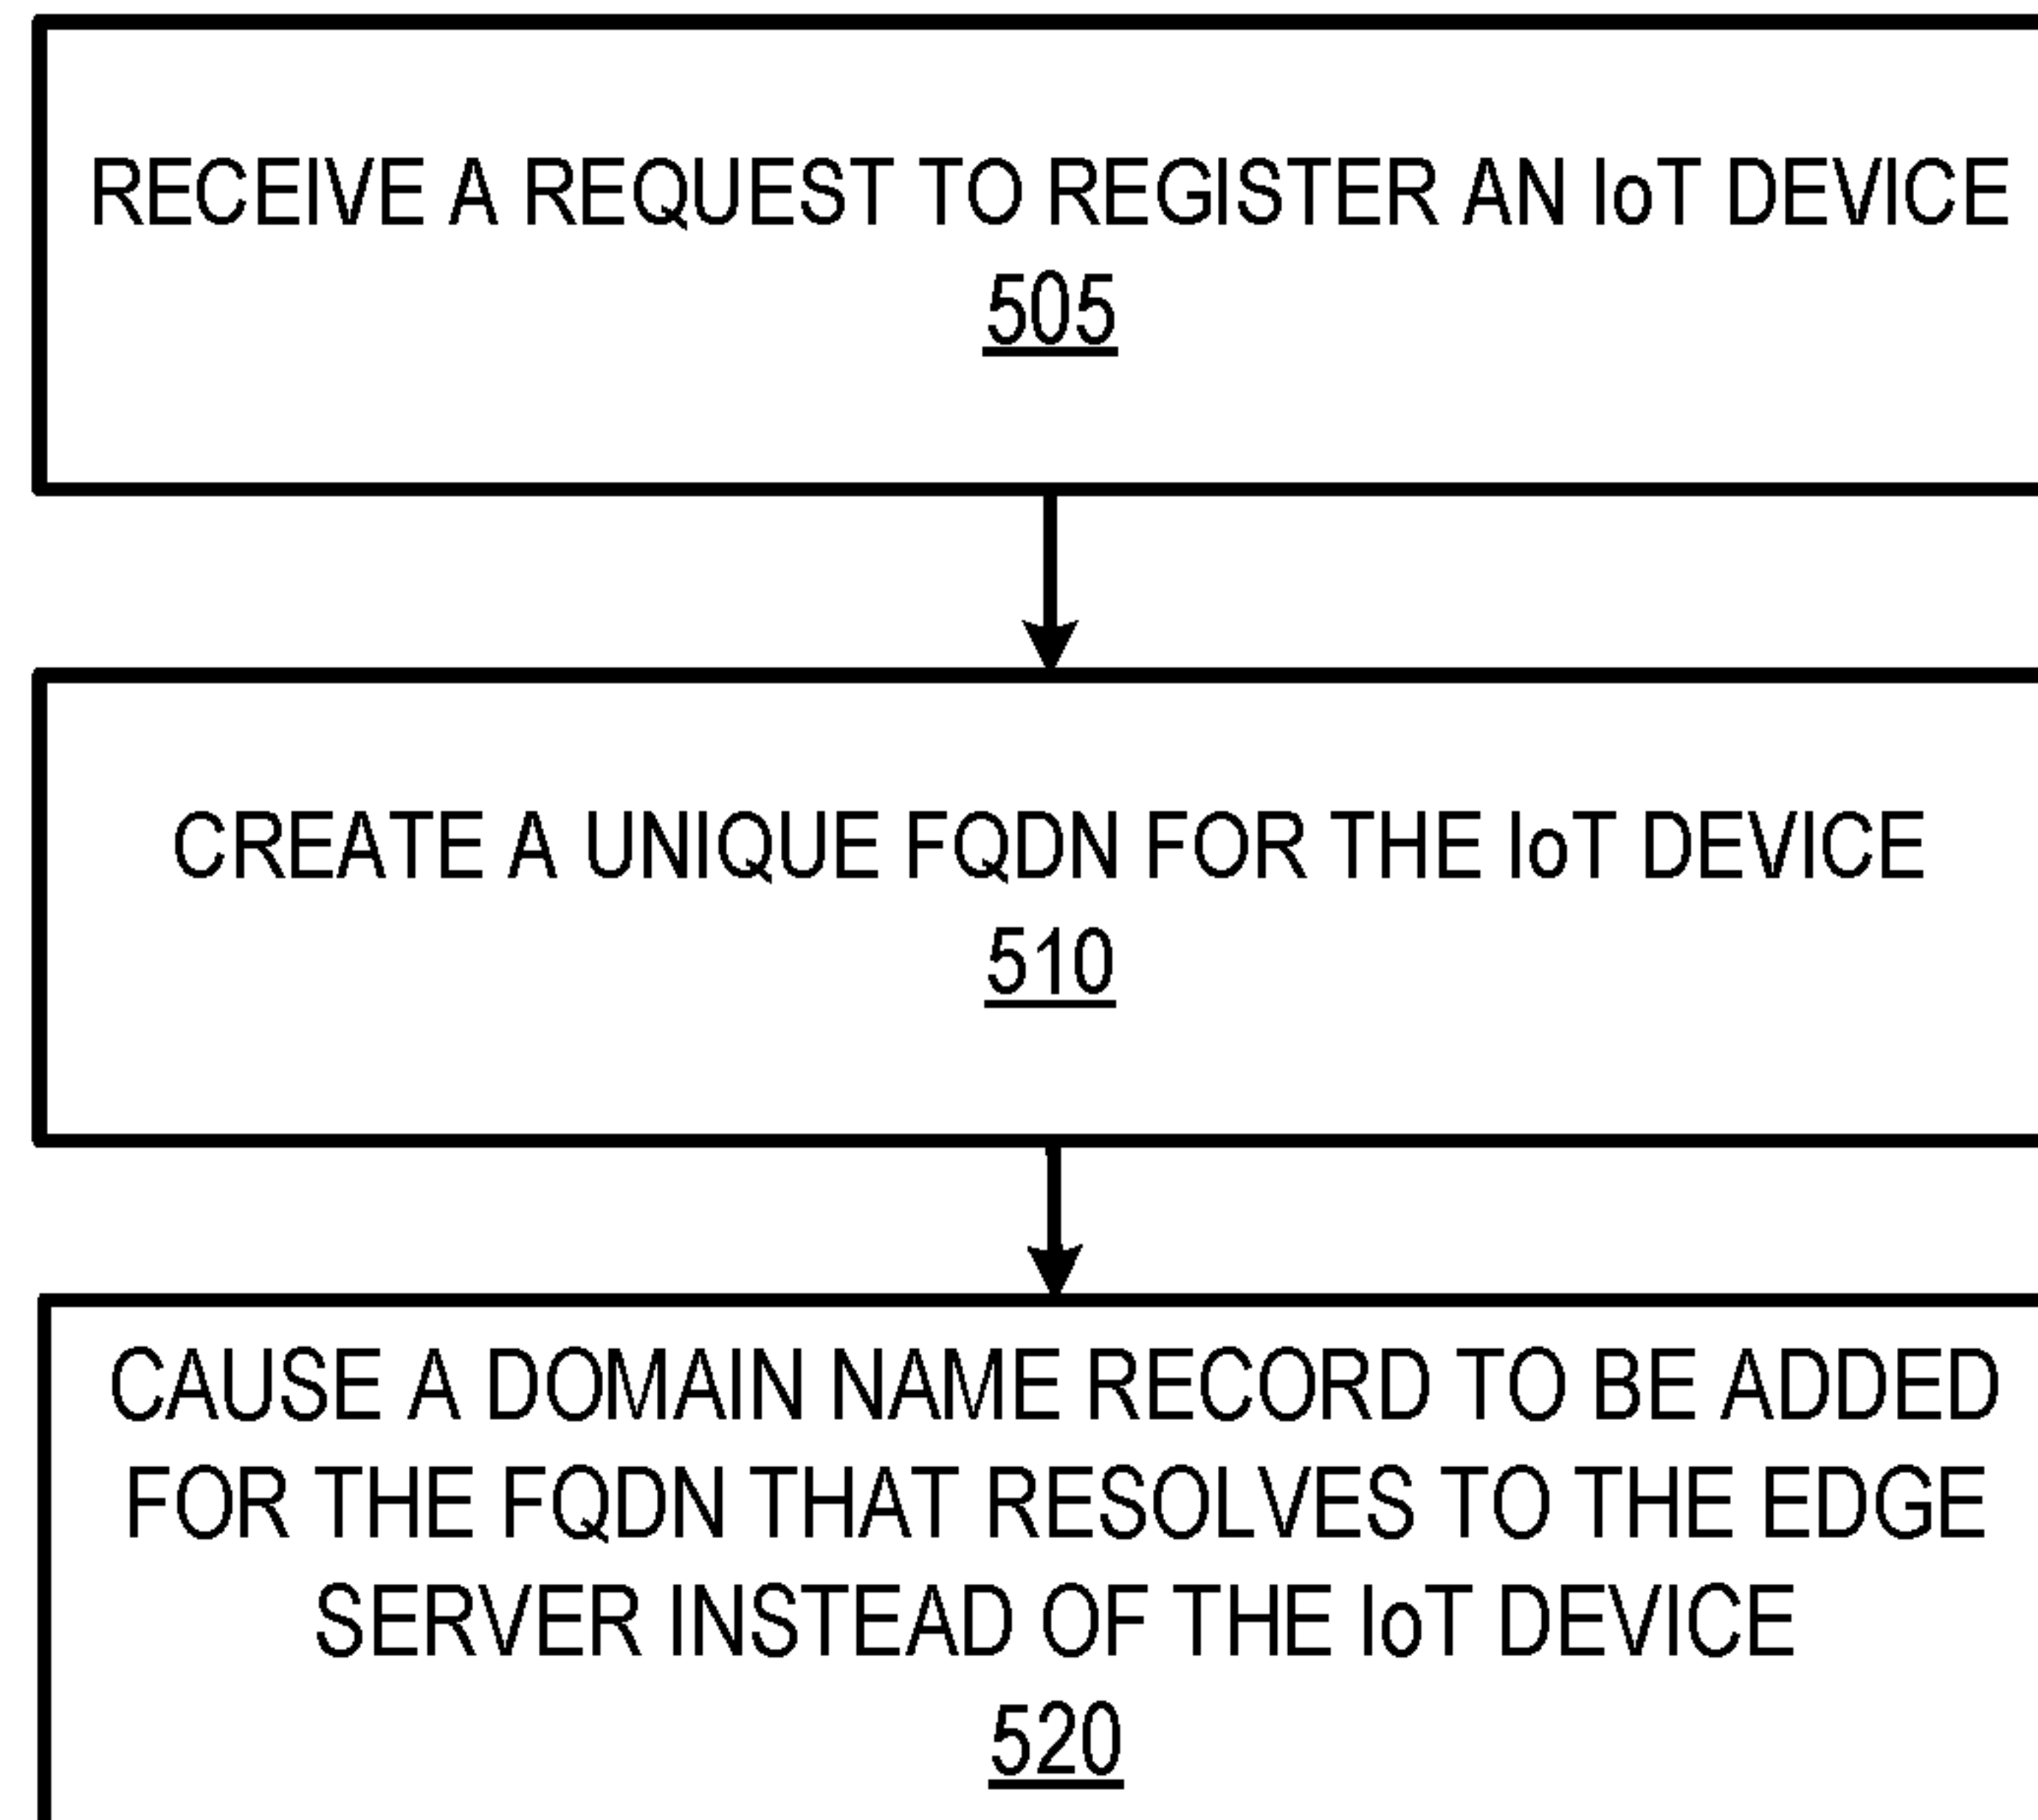 RECEIVE A REQUEST TO REGISTER AN IoT DEVICE
505
CREATE A UNIQUE FQDN FOR THE IoT DEVICE
510
CAUSE A DOMAIN NAME RECORD TO BE ADDED
FOR THE FQDN THAT RESOLVES TO THE EDGE
SERVER INSTEAD OF THE IoT DEVICE
520